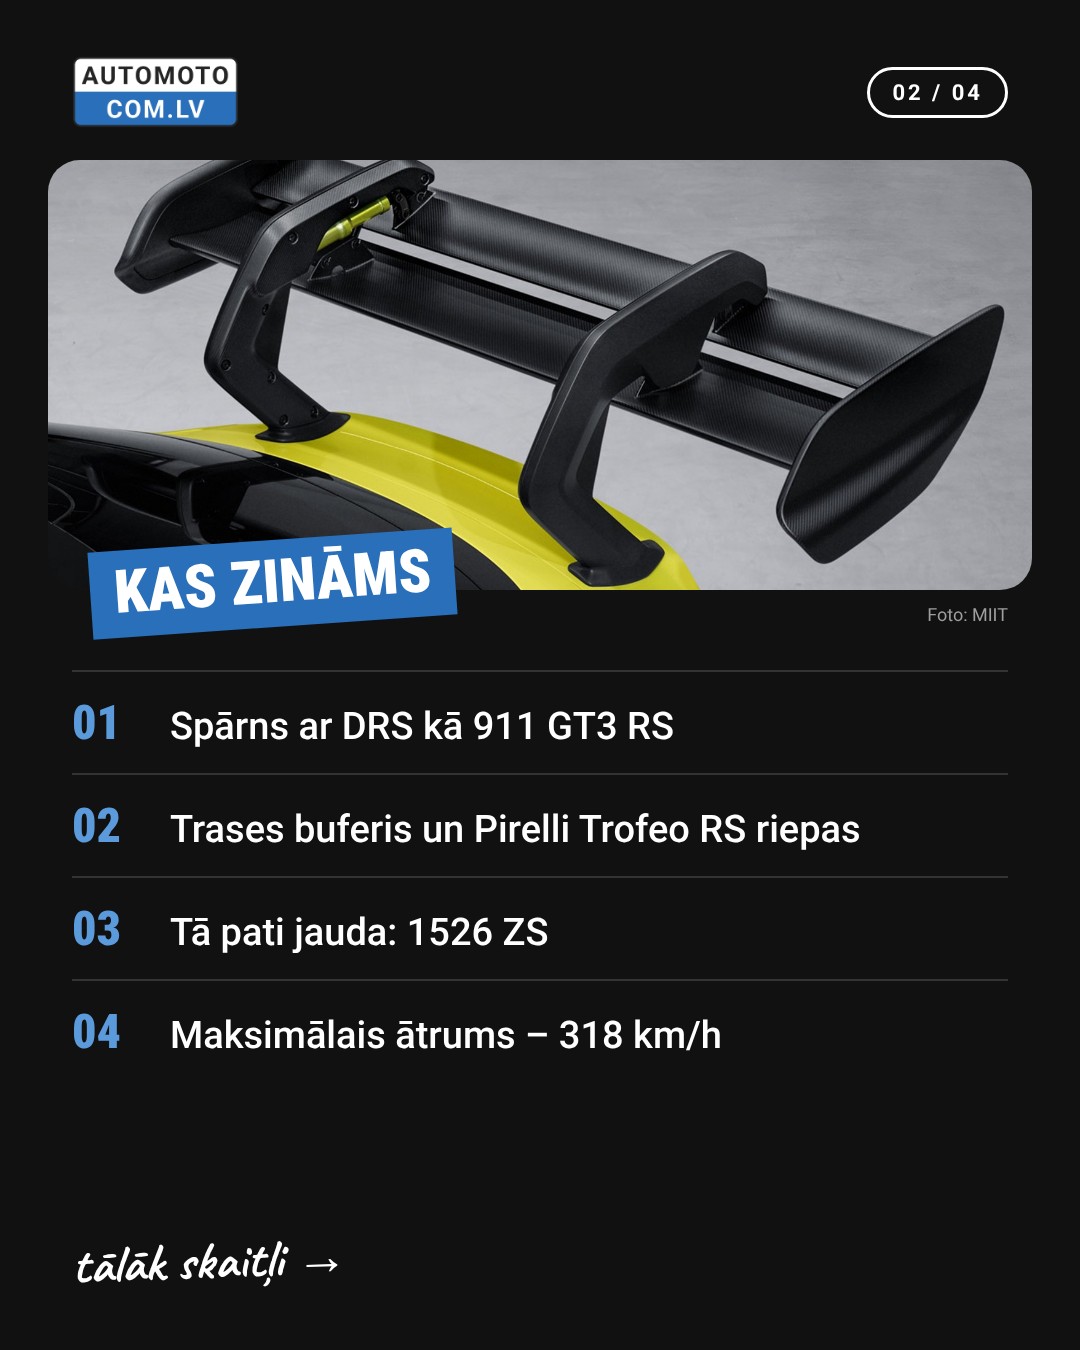 AUTOMOTO
COM.LV
02 / 04
KAS ZINĀMS
Foto: MIIT
01 Spārns ar DRS kā 911 GT3 RS
02 Trases buferis un Pirelli Trofeo RS riepas
03 Tā pati jauda: 1526 ZS
04 Maksimālais ātrums – 318 km/h
tālāk skaitļi →